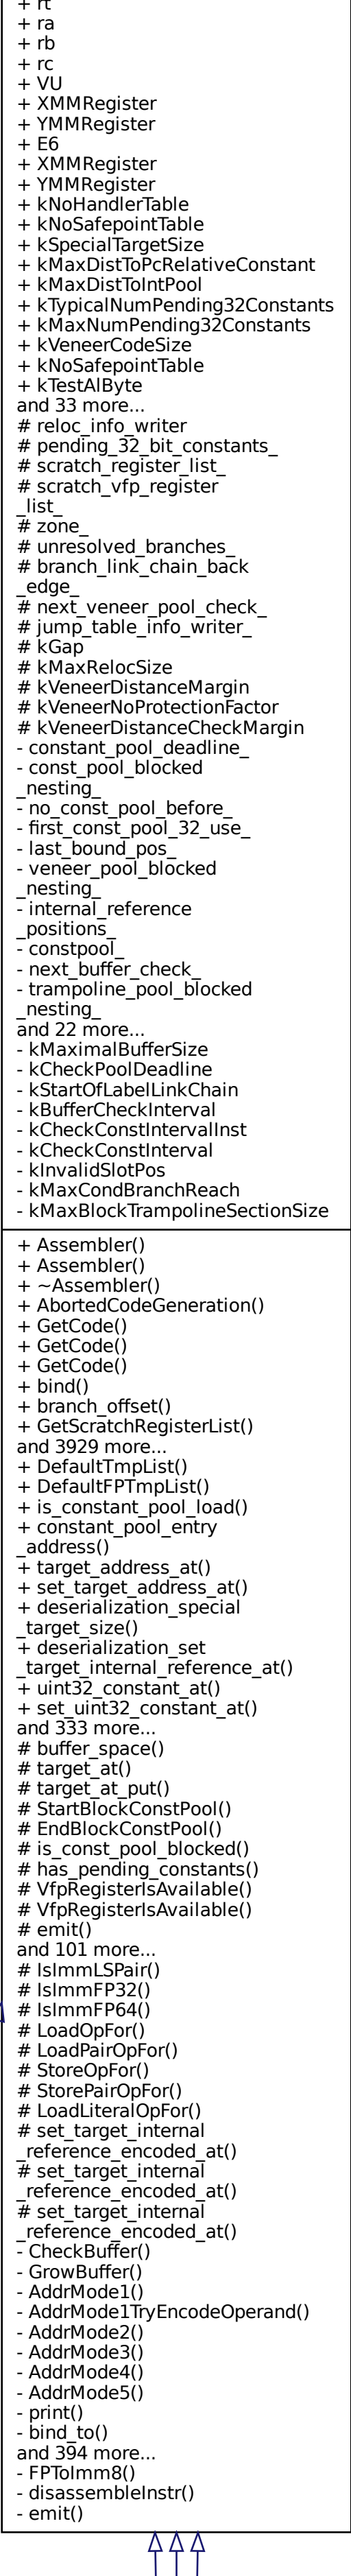 + rt
+ ra
+ rb
+ rc
+ VU
+ XMMRegister
+ YMMRegister
+ E6
+ XMMRegister
+ YMMRegister
+ kNoHandlerTable
+ kNoSafepointTable
+ kSpecialTargetSize
+ kMaxDistToPcRelativeConstant
+ kMaxDistToIntPool
+ kTypicalNumPending32Constants
+ kMaxNumPending32Constants
+ kVeneerCodeSize
+ kNoSafepointTable
+ kTestAlByte
and 33 more...
# reloc_info_writer
# pending_32_bit_constants_
# scratch_register_list_
# scratch_vfp_register
_list_
# zone_
# unresolved_branches_
# branch_link_chain_back
_edge_
# next_veneer_pool_check_
# jump_table_info_writer_
# kGap
# kMaxRelocSize
# kVeneerDistanceMargin
# kVeneerNoProtectionFactor
# kVeneerDistanceCheckMargin
- constant_pool_deadline_
- const_pool_blocked
_nesting_
- no_const_pool_before_
- first_const_pool_32_use_
- last_bound_pos_
- veneer_pool_blocked
_nesting_
- internal_reference
_positions_
- constpool_
- next_buffer_check_
- trampoline_pool_blocked
_nesting_
and 22 more...
- kMaximalBufferSize
- kCheckPoolDeadline
- kStartOfLabelLinkChain
- kBufferCheckInterval
- kCheckConstIntervalInst
- kCheckConstInterval
- kInvalidSlotPos
- kMaxCondBranchReach
- kMaxBlockTrampolineSectionSize
+ Assembler()
+ Assembler()
+ ~Assembler()
+ AbortedCodeGeneration()
+ GetCode()
+ GetCode()
+ GetCode()
+ bind()
+ branch_offset()
+ GetScratchRegisterList()
and 3929 more...
+ DefaultTmpList()
+ DefaultFPTmpList()
+ is_constant_pool_load()
+ constant_pool_entry
_address()
+ target_address_at()
+ set_target_address_at()
+ deserialization_special
_target_size()
+ deserialization_set
_target_internal_reference_at()
+ uint32_constant_at()
+ set_uint32_constant_at()
and 333 more...
# buffer_space()
# target_at()
# target_at_put()
# StartBlockConstPool()
# EndBlockConstPool()
# is_const_pool_blocked()
# has_pending_constants()
# VfpRegisterIsAvailable()
# VfpRegisterIsAvailable()
# emit()
and 101 more...
# IsImmLSPair()
# IsImmFP32()
# IsImmFP64()
# LoadOpFor()
# LoadPairOpFor()
# StoreOpFor()
# StorePairOpFor()
# LoadLiteralOpFor()
# set_target_internal
_reference_encoded_at()
# set_target_internal
_reference_encoded_at()
# set_target_internal
_reference_encoded_at()
- CheckBuffer()
- GrowBuffer()
- AddrMode1()
- AddrMode1TryEncodeOperand()
- AddrMode2()
- AddrMode3()
- AddrMode4()
- AddrMode5()
- print()
- bind_to()
and 394 more...
- FPToImm8()
- disassembleInstr()
- emit()